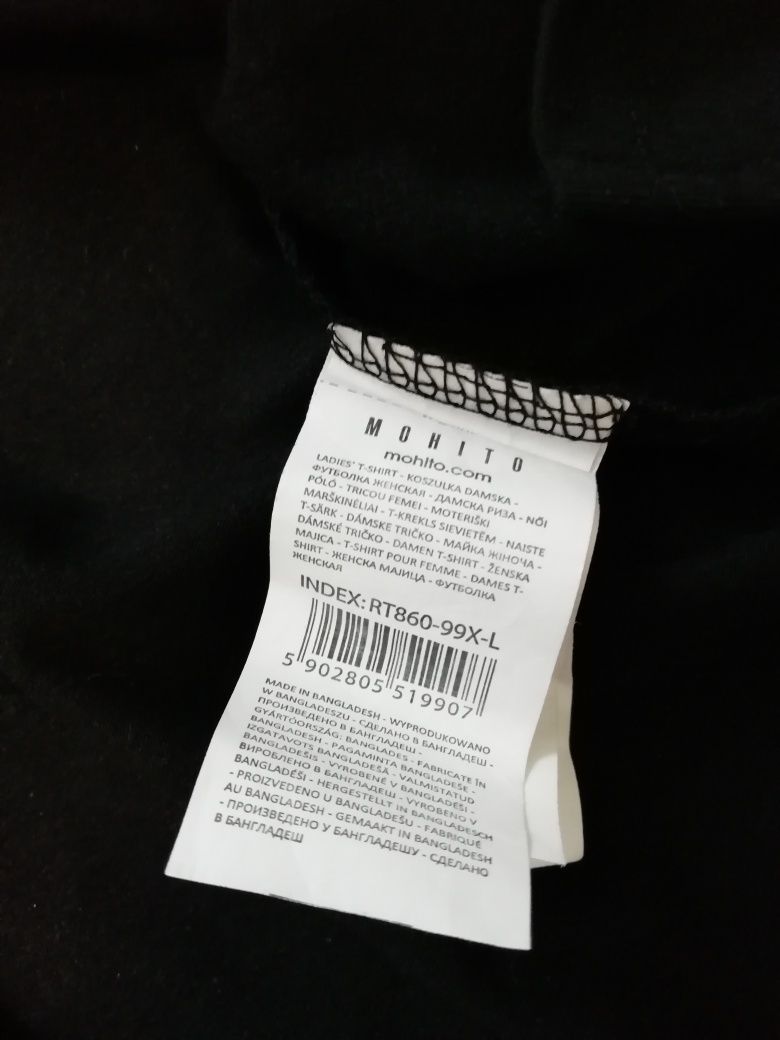 MOHITO
mohito.com
LADIES' T-SHIRT - KOSZULKA DAMSKA -
ФУТБОЛКА ЖЕНСКАЯ - ДАМСКА РИЗА - NŐI
PÓLÓ - TRICOU FEMEI - MOTERIŠKI
MARŠKINĖLIAI - T-KREKLS SIEVIETĒM - NAISTE
T-SÄRK - DÁMSKE TRIČKO - МАЙКА ЖІНОЧА -
DÁMSKÉ TRIČKO - DAMEN T-SHIRT - ŽENSKA
MAJICA - T-SHIRT POUR FEMME - DAMES T-
SHIRT - ЖЕНСКА МАЈИЦА - ФУТБОЛКА
ЖЕНСКАЯ
INDEX: RT860-99X-L
5 902805 519907
MADE IN BANGLADESH - WYPRODUKOWANO
W BANGLADESZU - СДЕЛАНО В БАНГЛАДЕШ -
ПРОИЗВЕДЕНО В БАНГЛАДЕШ -
GYÁRTÓORSZÁG: BANGLADES - FABRICATE ÎN
BANGLADESH - PAGAMINTA BANGLADEŠE -
IZGATAVOTS BANGLADEŠĀ - VALMISTATUD
BANGLADEŠIS - VYROBENÉ V BANGLADÉŠI -
ВИРОБЛЕНО В БАНГЛАДЕШ - VYROBENO V
BANGLADÉŠI - HERGESTELLT IN BANGLADESCH
- PROIZVEDENO U BANGLADEŠU - FABRIQUÉ
AU BANGLADESH - GEMAAKT IN BANGLADESH
- ПРОИЗВЕДЕНО У БАНГЛАДЕШУ - СДЕЛАНО
В БАНГЛАДЕШ